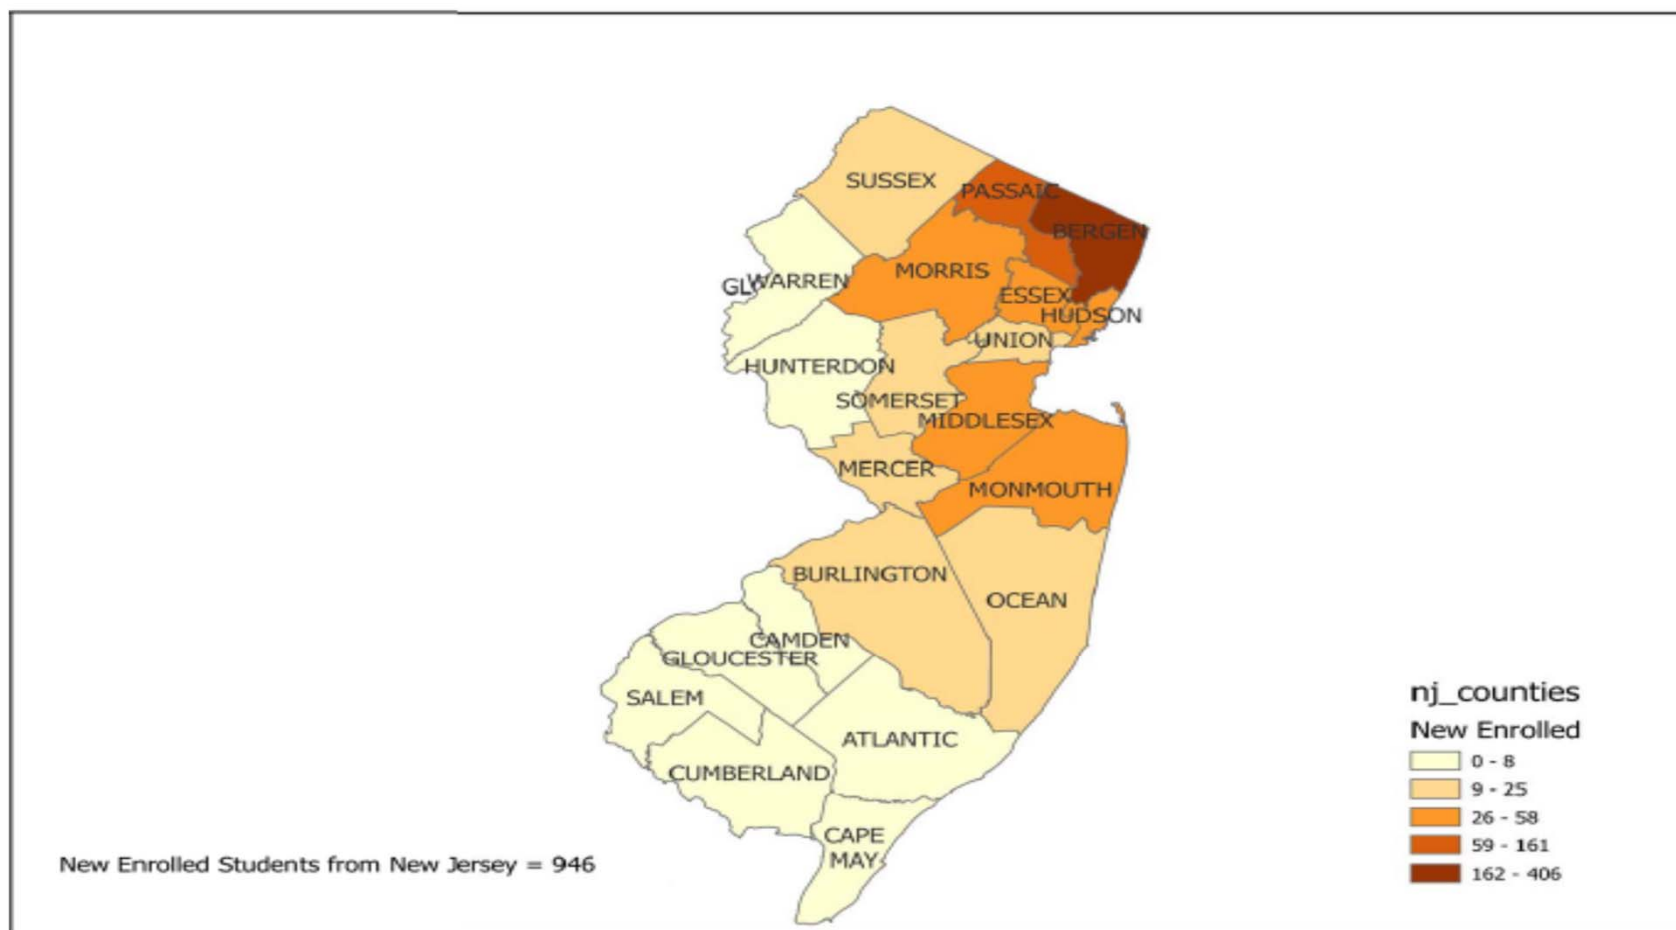 SUSSEX
PASSAIC
BERGEN
MORRIS
GL
WARREN
ESSEX
HUDSON
UNION
HUNTERDON
SOMERSET
MIDDLESEX
MERCER
MONMOUTH
BURLINGTON
OCEAN
CAMDEN
GLOUCESTER
SALEM
ATLANTIC
CUMBERLAND
CAPE
MAY
nj_counties
New Enrolled
0 - 8
9 - 25
26 - 58
59 - 161
162 - 406
New Enrolled Students from New Jersey = 946